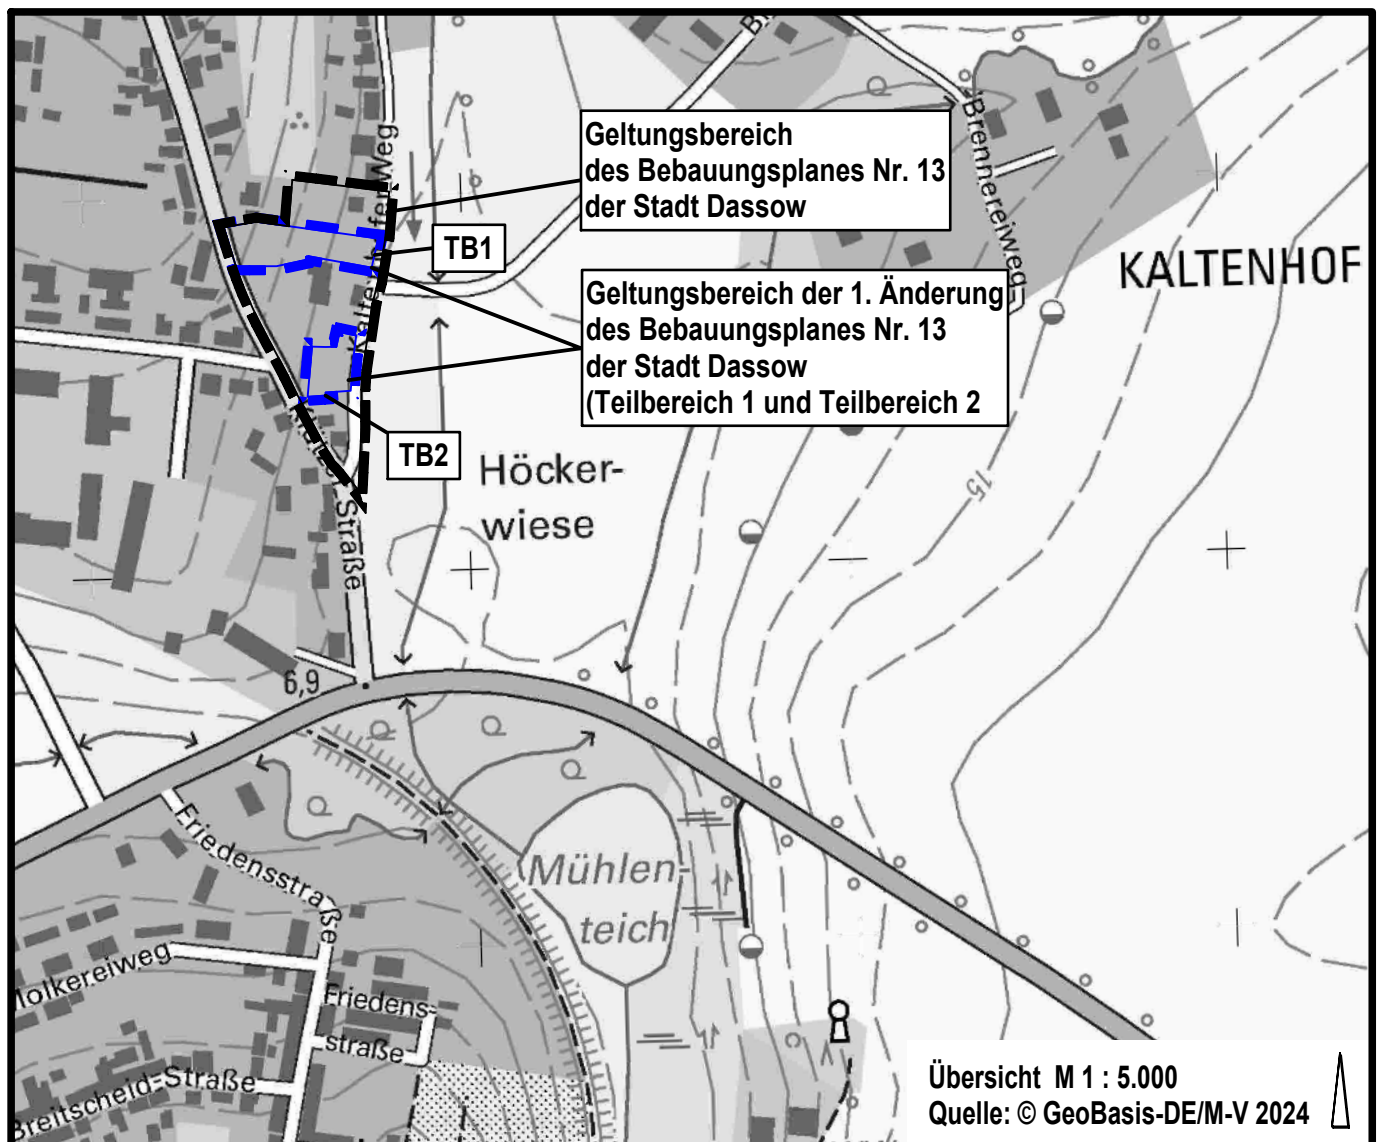 Geltungsbereich
des Bebauungsplanes Nr. 13
der Stadt Dassow
TB1
Geltungsbereich der 1. Änderung
des Bebauungsplanes Nr. 13
der Stadt Dassow
(Teilbereich 1 und Teilbereich 2
TB2
Brennereiweg
KALTENHOF
Höcker-
wiese
15
Straße
6,9
Friedensstraße
Mühlen-
teich
Molkereiweg
Friedens-
straße
Breitscheid-Straße
Übersicht M 1 : 5.000
Quelle: © GeoBasis-DE/M-V 2024